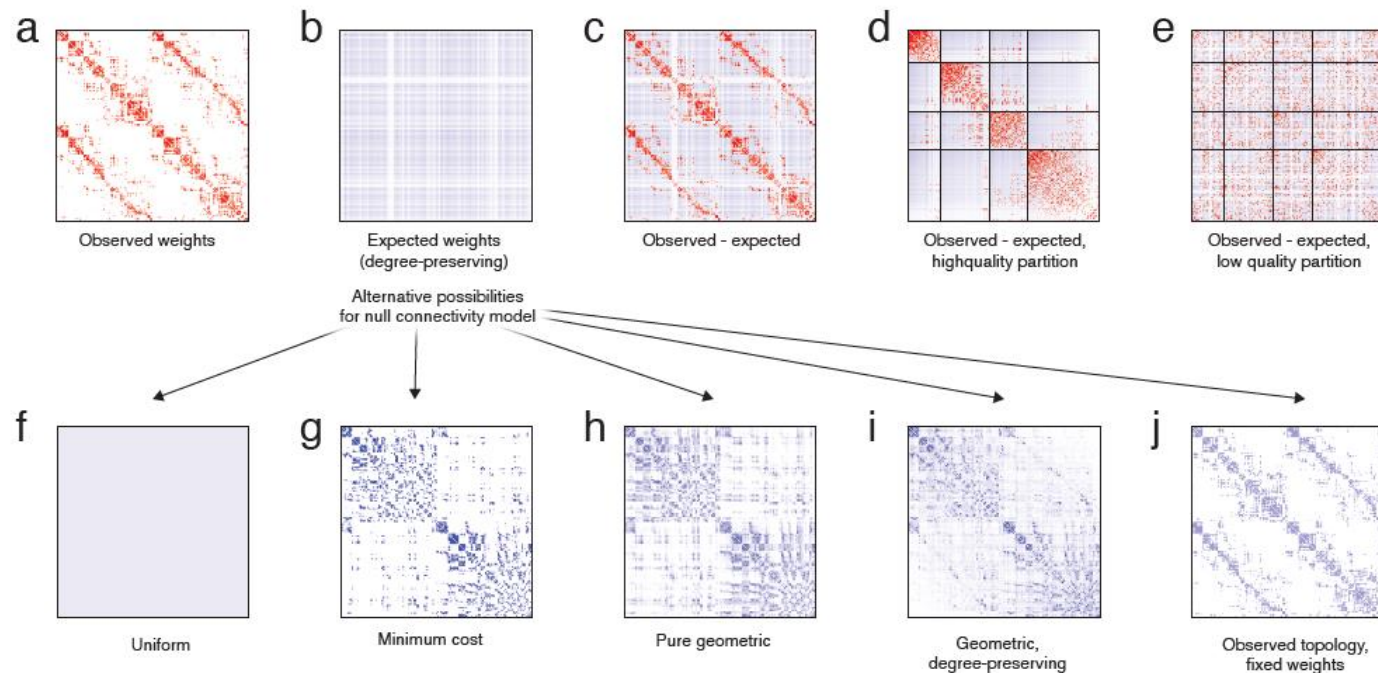 a
b
c
d
e
Observed weights
Expected weights
(degree-preserving)
Observed - expected
Observed - expected,
highquality partition
Observed - expected,
low quality partition
Alternative possibilities
for null connectivity model
f
g
h
i
j
Uniform
Minimum cost
Pure geometric
Geometric,
degree-preserving
Observed topology,
fixed weights